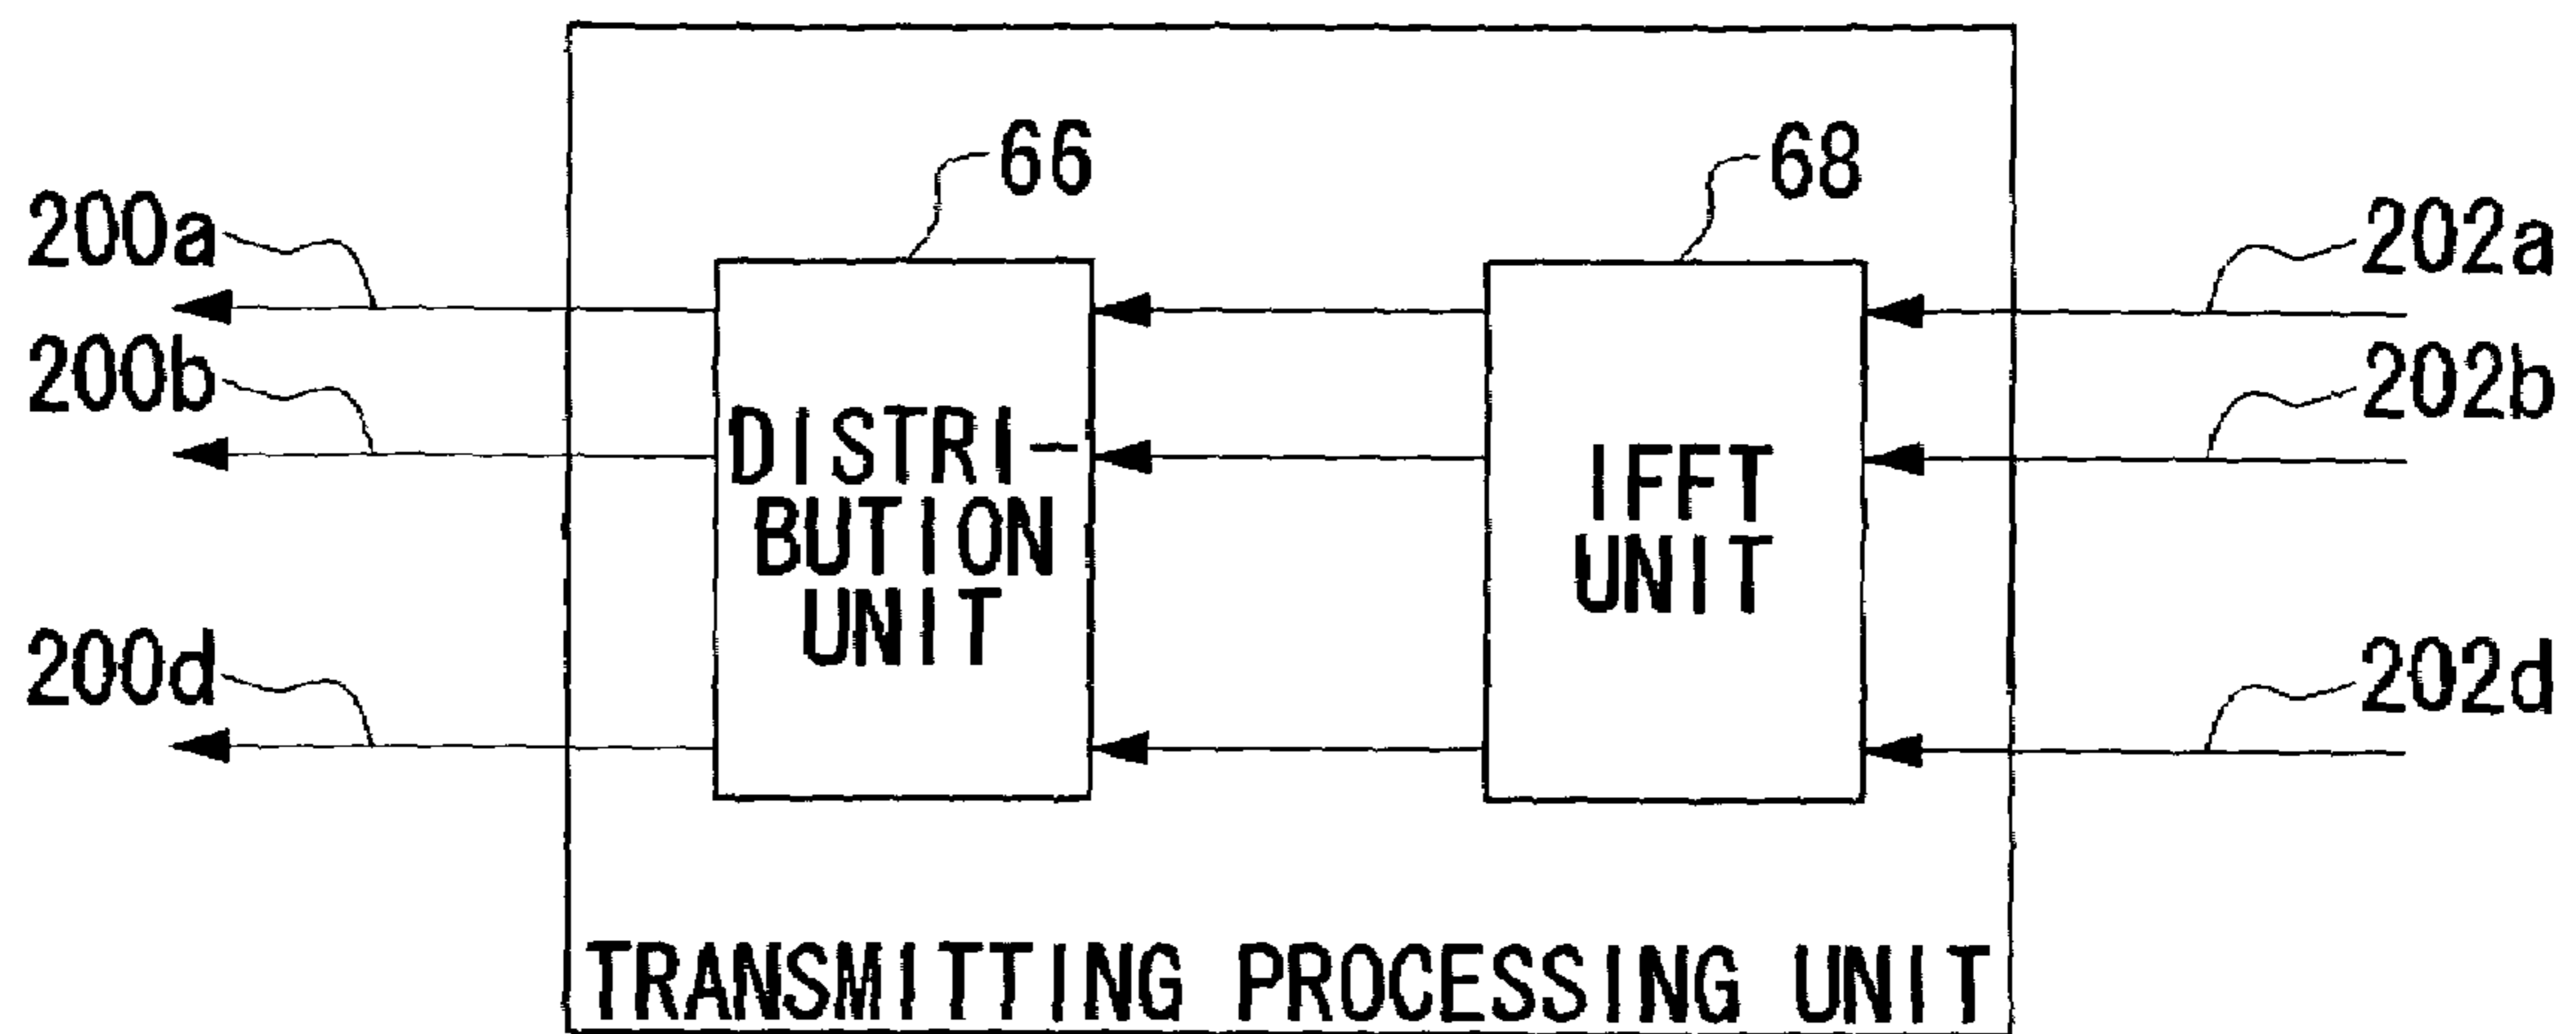 66
68
200a
202a
200b
202b
DISTRI-
BUTION
UNIT
IFFT
UNIT
200d
202d
TRANSMITTING PROCESSING UNIT